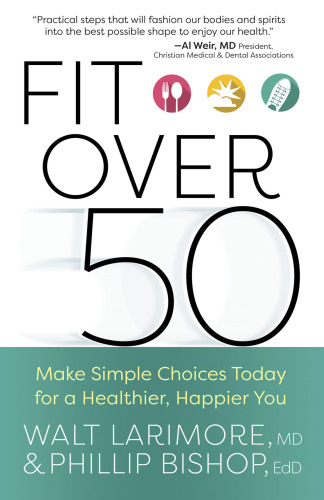 “Practical steps that will fashion our bodies and spirits
into the best possible shape to enjoy our health.”
—Al Weir, MD President,
Christian Medical & Dental Associations
FIT
OVER
50
Make Simple Choices Today
for a Healthier, Happier You
WALT LARIMORE, MD
& PHILLIP BISHOP, EdD